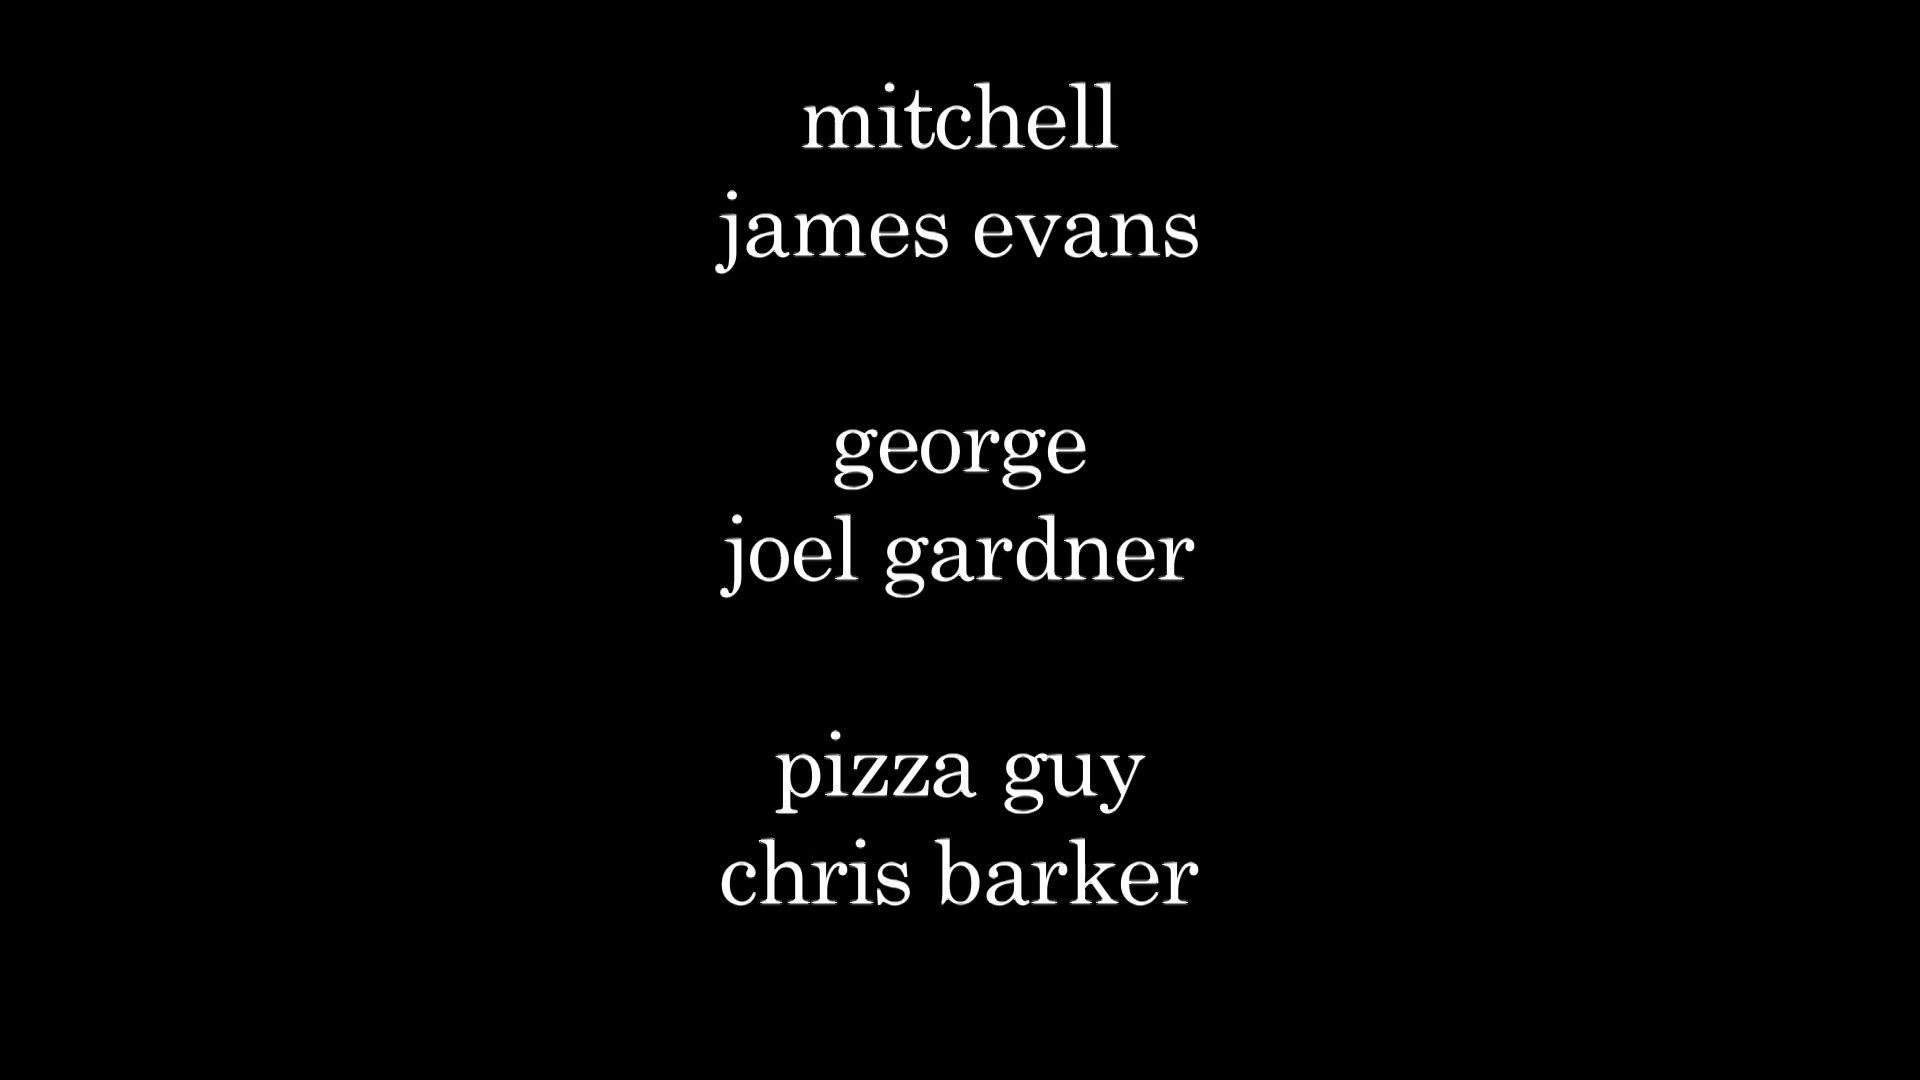 mitchell
james evans
george
joel gardner
pizza guy
chris barker